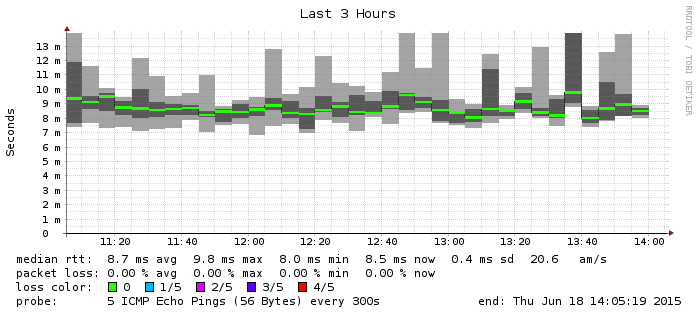 Last 3 Hours
RRDTOOL / TOBI OETIKER
Seconds
13 m
12 m
11 m
10 m
9 m
8 m
7 m
6 m
5 m
4 m
3 m
2 m
1 m
0
11:20 11:40 12:00 12:20 12:40 13:00 13:20 13:40 14:00
median rtt: 8.7 ms avg 9.8 ms max 8.0 ms min 8.5 ms now 0.4 ms sd 20.6 am/s
packet loss: 0.00 % avg 0.00 % max 0.00 % min 0.00 % now
loss color: 0 1/5 2/5 3/5 4/5
probe: 5 ICMP Echo Pings (56 Bytes) every 300s end: Thu Jun 18 14:05:19 2015